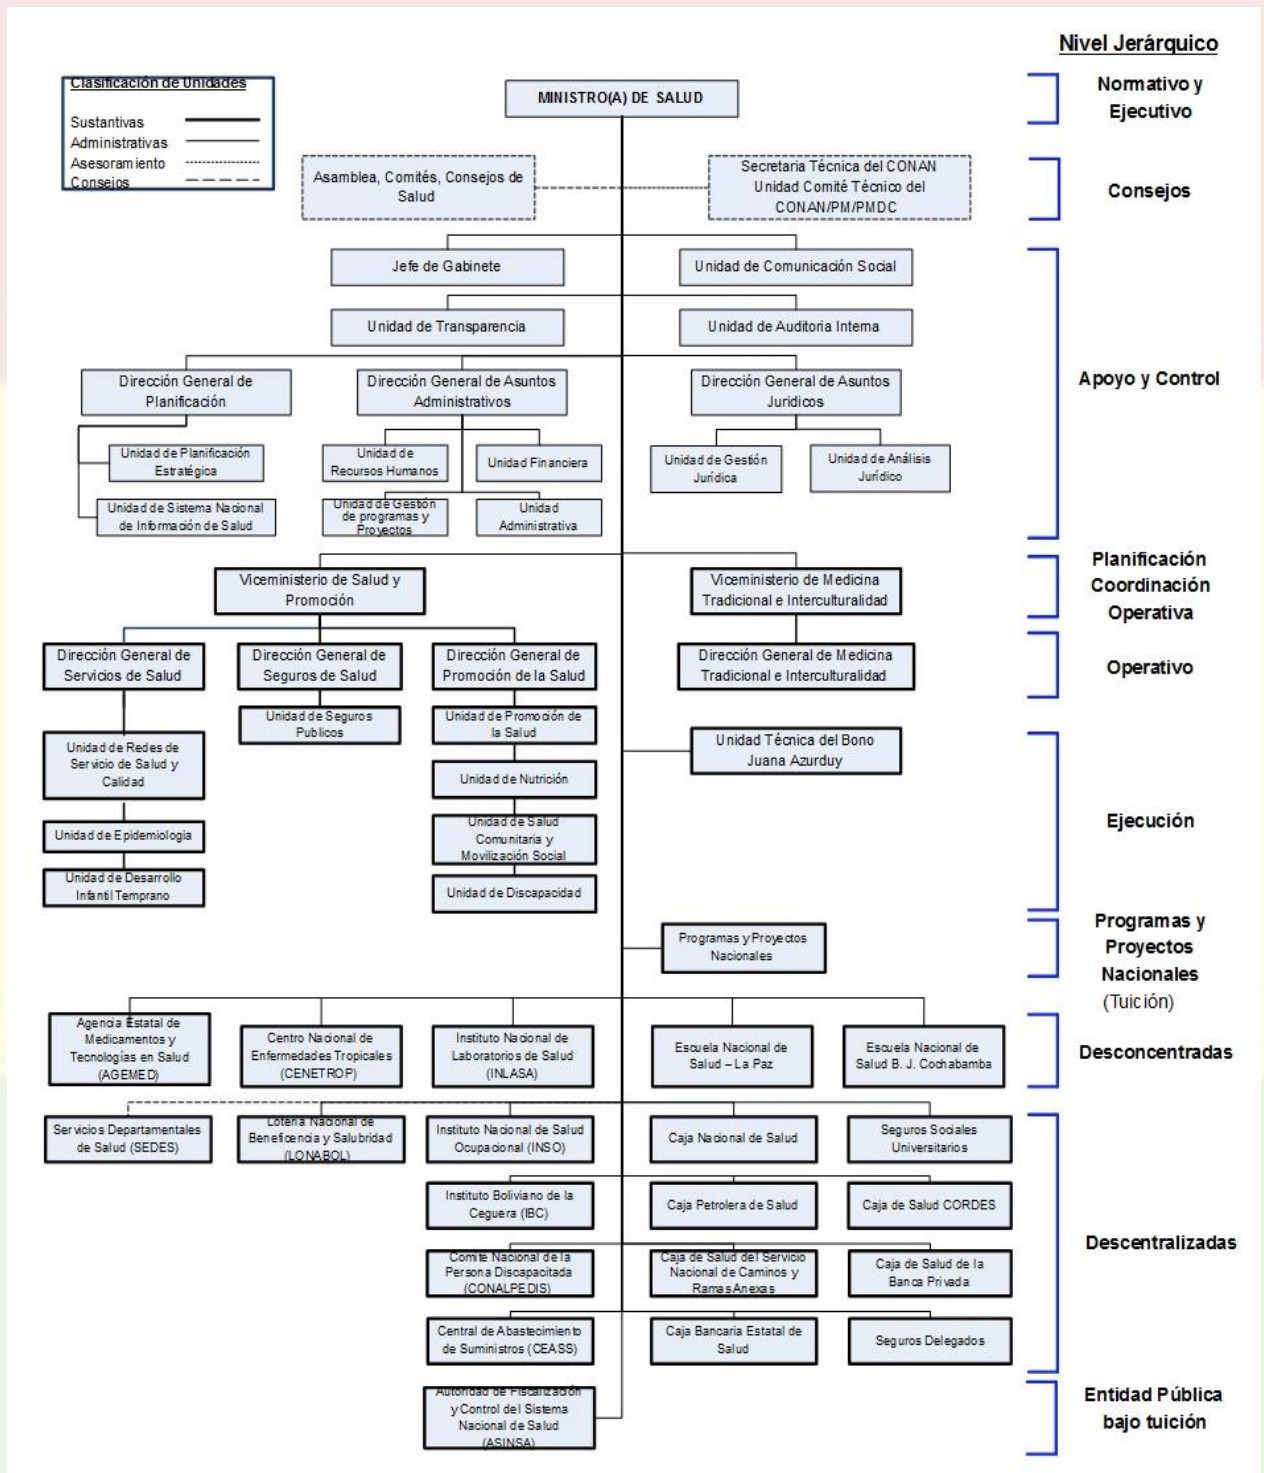 Nivel Jerárquico
Clasificación de Unidades
Sustantivas
Administrativas
Asesoramiento
Consejos
MINISTRO(A) DE SALUD
Normativo y
Ejecutivo
Asamblea, Comités, Consejos de
Salud
Secretaria Técnica del CONAN
Unidad Comité Técnico del
CONAN/PM/PMDC
Consejos
Jefe de Gabinete
Unidad de Comunicación Social
Unidad de Transparencia
Unidad de Auditoria Interna
Apoyo y Control
Dirección General de
Planificación
Dirección General de Asuntos
Administrativos
Dirección General de Asuntos
Juridicos
Unidad de Planificación
Estratégica
Unidad de
Recursos Humanos
Unidad Financiera
Unidad de Gestión
Jurídica
Unidad de Análisis
Jurídico
Unidad de Sistema Nacional
de Información de Salud
Unidad de Gestión
de programas y
Proyectos
Unidad
Administrativa
Viceministerio de Salud y
Promoción
Viceministerio de Medicina
Tradicional e Interculturalidad
Planificación
Coordinación
Operativa
Dirección General de
Servicios de Salud
Dirección General de
Seguros de Salud
Dirección General de
Promoción de la Salud
Dirección General de Medicina
Tradicional e Interculturalidad
Operativo
Unidad de Redes de
Servicio de Salud y
Calidad
Unidad de Epidemiologia
Unidad de Desarrollo
Infantil Temprano
Unidad de Seguros
Publicos
Unidad de Promoción de
la Salud
Unidad de Nutrición
Unidad de Salud
Comunitaria y
Movilización Social
Unidad de Discapacidad
Unidad Técnica del Bono
Juana Azurduy
Ejecución
Programas y Proyectos
Nacionales
Programas y
Proyectos
Nacionales
(Tuición)
Agencia Estatal de
Medicamentos y
Tecnologías en Salud
(AGEMED)
Centro Nacional de
Enfermedades Tropicales
(CENETROP)
Instituto Nacional de
Laboratorios de Salud
(INLASA)
Escuela Nacional de
Salud – La Paz
Escuela Nacional de
Salud B. J. Cochabamba
Desconcentradas
Servicios Departamentales
de Salud (SEDES)
Lotería Nacional de
Beneficencia y Salubridad
(LONABOL)
Instituto Nacional de Salud
Ocupacional (INSO)
Caja Nacional de Salud
Seguros Sociales
Universitarios
Instituto Boliviano de la
Ceguera (IBC)
Caja Petrolera de Salud
Caja de Salud CORDES
Descentralizadas
Comité Nacional de la
Persona Discapacitada
(CONALPEDIS)
Caja de Salud del Servicio
Nacional de Caminos y
Ramas Anexas
Caja de Salud de la
Banca Privada
Central de Abastecimiento
de Suministros (CEASS)
Caja Bancaria Estatal de
Salud
Seguros Delegados
Autoridad de Fiscalización
y Control del Sistema
Nacional de Salud
(ASINSA)
Entidad Pública
bajo tuición